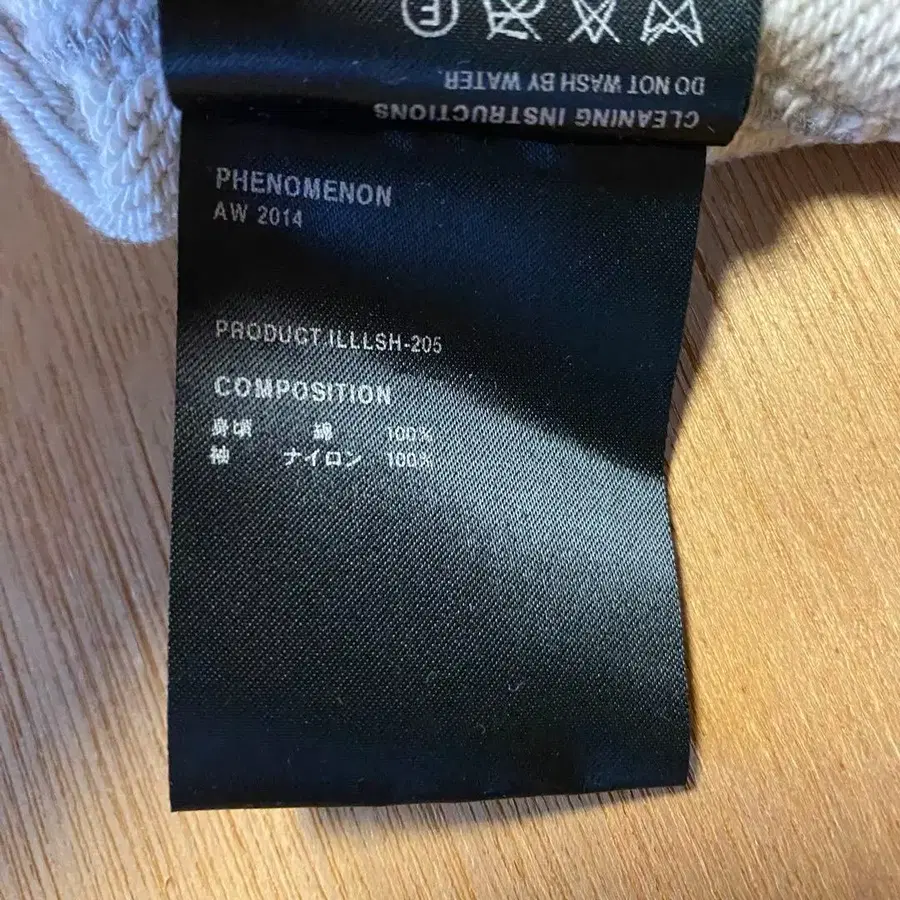 CLEANING INSTRUCTIONS
DO NOT WASH BY WATER.
PHENOMENON
AW 2014
PRODUCT ILLLSH-205
COMPOSITION
身頃 綿 100%
袖 ナイロン 100%